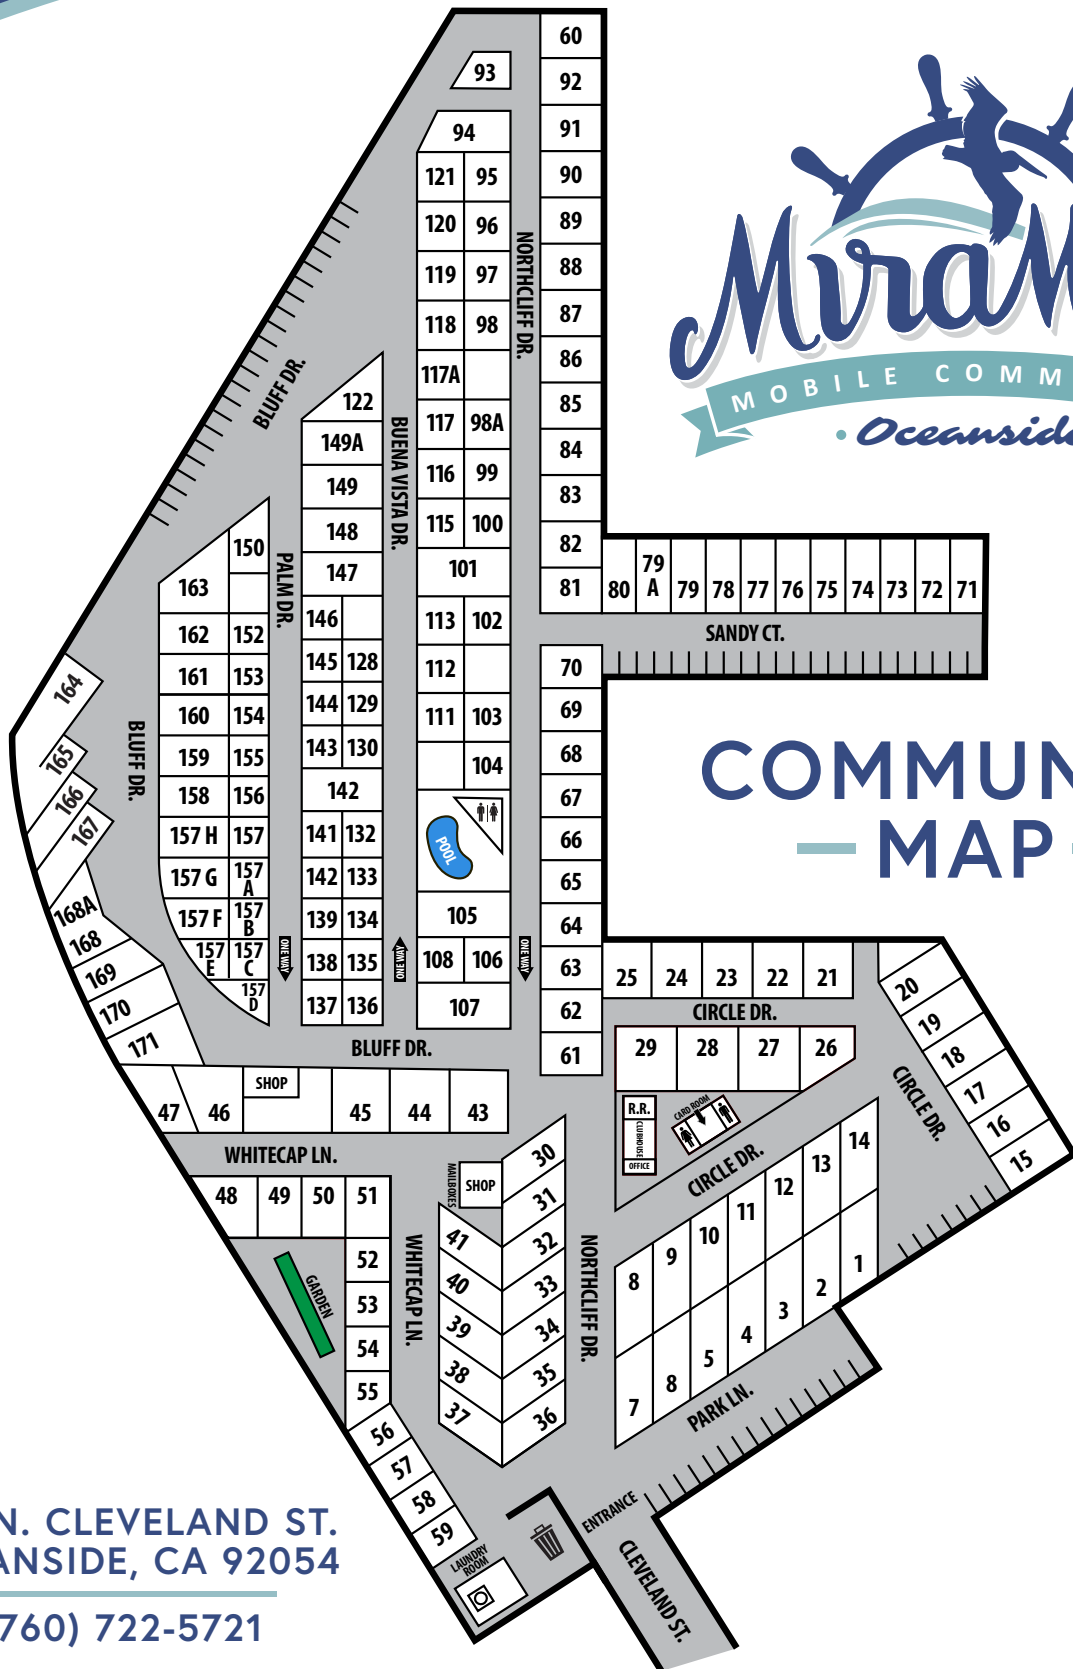 60
92
91
90
89
88
87
86
85
84
83
82
81
93
94
121 95
120 96
119 97
118 98
117A
117 98A
116 99
115 100
101
113 102
112
111 103
104
POOL
105
108 106
107
NORTHCLIFF DR.
BUENA VISTA DR.
BLUFF DR.
PALM DR.
BLUFF DR.
122
149A
149
148
147
146
145 128
144 129
143 130
142
141 132
142 133
139 134
138 135
137 136
150
163
162 152
161 153
160 154
159 155
158 156
157 H 157
157 G 157 A
157 F 157 B
157 E 157 C
157 D
ONE WAY
ONE WAY
ONE WAY
164
165
166
167
168A
168
169
170
171
BLUFF DR.
80 79 A 79 78 77 76 75 74 73 72 71
SANDY CT.
70
69
68
67
66
65
64
63
62
61
MOBILE COMM
Oceansid
COMMUN
MAP
25 24 23 22 21
CIRCLE DR.
29 28 27 26
20
19
18
17
16
15
CIRCLE DR.
R.R.
CLUBHOUSE
OFFICE
CARD ROOM
CIRCLE DR.
47 46 SHOP 45 44 43
WHITECAP LN.
48 49 50 51
52
53
54
55
56
57
58
59
GARDEN
WHITECAP LN.
MAILBOXES
SHOP
30
31
32
33
34
35
36
41
40
39
38
37
NORTHCLIFF DR.
8 9 10 11 12 13 14
7 8 5 4 3 2 1
PARK LN.
ENTRANCE
CLEVELAND ST.
LAUNDRY
ROOM
N. CLEVELAND ST.
ANSIDE, CA 92054
760) 722-5721